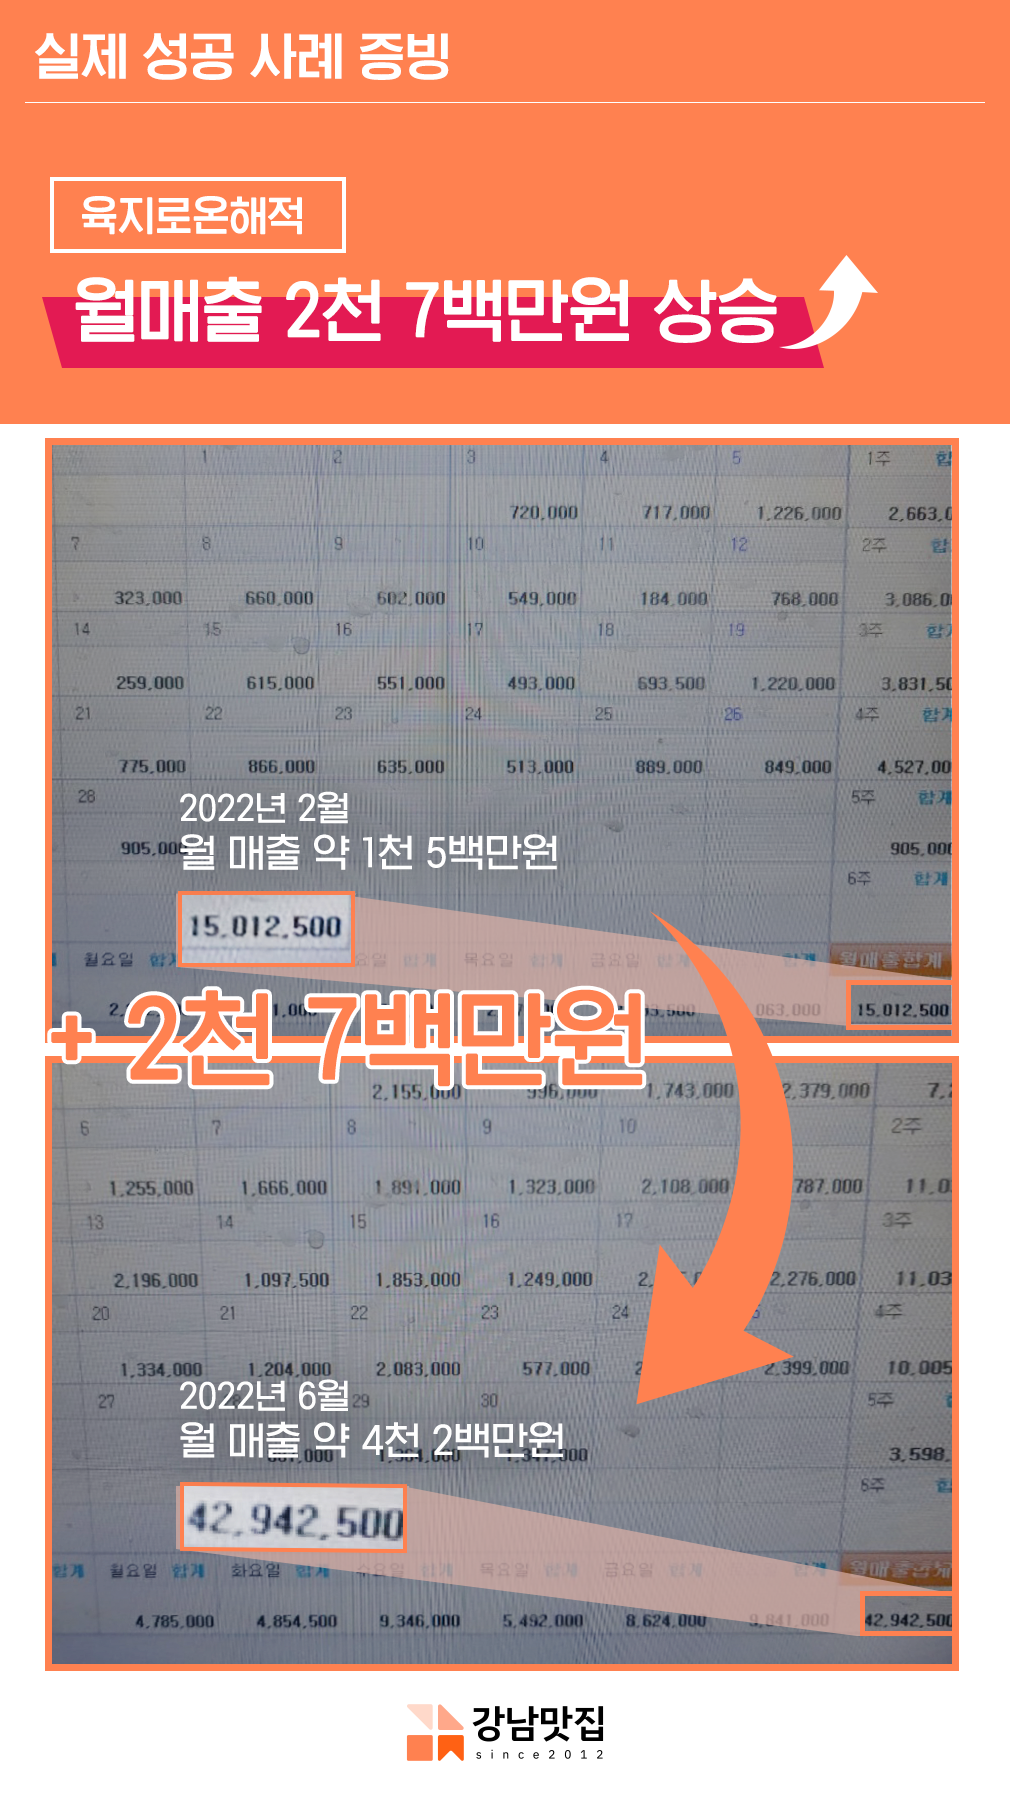 실제 성공 사례 증빙
육지로온해적
월매출 2천 7백만원 상승
1 2 3 4 5 1주
720,000 717,000 1,226,000 2,663,0
7 8 9 10 11 12 2주
323,000 660,000 602,000 549,000 184,000 768,000 3,086,0
14 15 16 17 18 19 3주
259,000 615,000 551,000 493,000 693,500 1,220,000 3,831,50
21 22 23 24 25 26 4주 합계
775,000 866,000 635,000 513,000 889,000 849,000 4,527,00
28 5주 합계
2022년 2월
905,00 905,000
월 매출 약 1천 5백만원
6주 합계
15,012,500
월요일 합계 요일 합계 목요일 합계 금요일 합계 합계 월매출합계
063,000 15,012,500
+ 2천 7백만원
2,155,000 996,000 1,743,000 2,379,000 7,2
6 7 8 9 10 2주
1,255,000 1,666,000 1,891,000 1,323,000 2,108,000 787,000 11,0
13 14 15 16 17 3주
2,196,000 1,097,500 1,853,000 1,249,000 2,276,000 11,03
20 21 22 23 24 4주
1,334,000 1,204,000 2,083,000 577,000 2,399,000 10,005
2022년 6월
27 29 30 5주
월 매출 약 4천 2백만원
3,598,
6주
42,942,500
합계 월요일 합계 화요일 합계 수요일 합계 목요일 합계 금요일 합계 합계 월매출합계
4,785,000 4,854,500 9,346,000 5,492,000 8,624,000 9,841,000 42,942,500
강남맛집
since2012